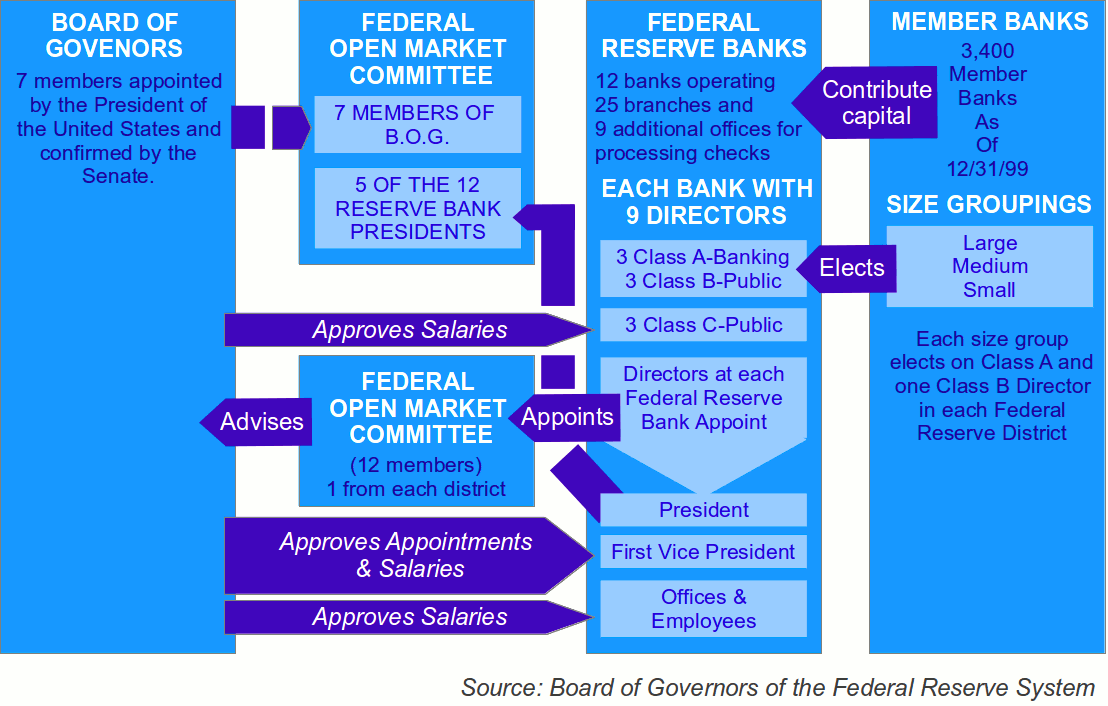 BOARD OF
GOVENORS
7 members appointed
by the President of
the United States and
confirmed by the
Senate.
FEDERAL
OPEN MARKET
COMMITTEE
7 MEMBERS OF
B.O.G.
5 OF THE 12
RESERVE BANK
PRESIDENTS
Approves Salaries
FEDERAL
OPEN MARKET
COMMITTEE
(12 members)
1 from each district
Advises
Appoints
Approves Appointments
& Salaries
Approves Salaries
FEDERAL
RESERVE BANKS
12 banks operating
25 branches and
9 additional offices for
processing checks
EACH BANK WITH
9 DIRECTORS
3 Class A-Banking
3 Class B-Public
3 Class C-Public
Directors at each
Federal Reserve
Bank Appoint
President
First Vice President
Offices &
Employees
Contribute
capital
Elects
MEMBER BANKS
3,400
Member
Banks
As
Of
12/31/99
SIZE GROUPINGS
Large
Medium
Small
Each size group
elects on Class A and
one Class B Director
in each Federal
Reserve District
Source: Board of Governors of the Federal Reserve System